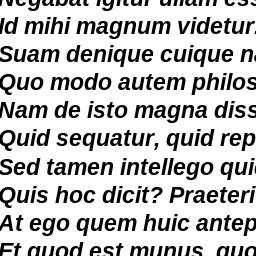 Negabat igitur ullam ess
Id mihi magnum videtur.
Suam denique cuique n
Quo modo autem philos
Nam de isto magna diss
Quid sequatur, quid rep
Sed tamen intellego qui
Quis hoc dicit? Praeteri
At ego quem huic antep
Et quod est munus, quo